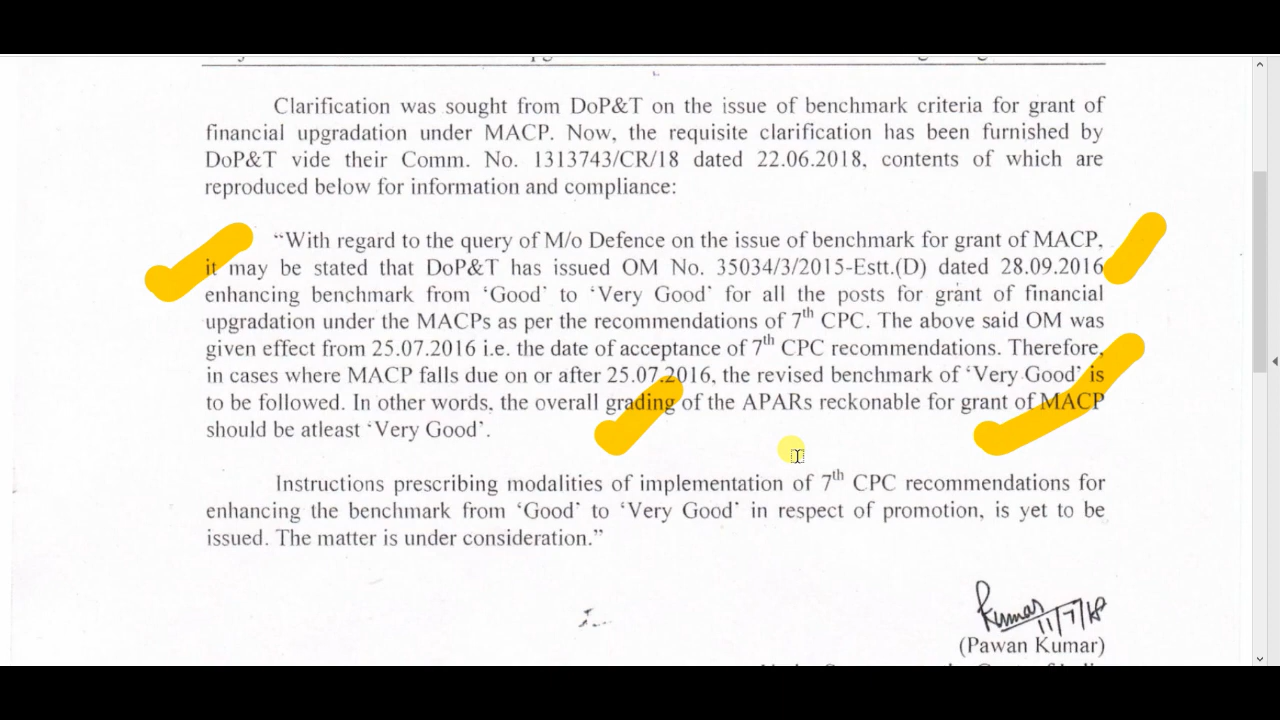 Clarification was sought from DoP&T on the issue of benchmark criteria for grant of
financial upgradation under MACP. Now, the requisite clarification has been furnished by
DoP&T vide their Comm. No. 1313743/CR/18 dated 22.06.2018, contents of which are
reproduced below for information and compliance:
“With regard to the query of M/o Defence on the issue of benchmark for grant of MACP,
it may be stated that DoP&T has issued OM No. 35034/3/2015-Estt.(D) dated 28.09.2016
enhancing benchmark from ‘Good’ to ‘Very Good’ for all the posts for grant of financial
upgradation under the MACPs as per the recommendations of 7th CPC. The above said OM was
given effect from 25.07.2016 i.e. the date of acceptance of 7th CPC recommendations. Therefore,
in cases where MACP falls due on or after 25.07.2016, the revised benchmark of ‘Very Good’ is
to be followed. In other words, the overall grading of the APARs reckonable for grant of MACP
should be atleast ‘Very Good’.
Instructions prescribing modalities of implementation of 7th CPC recommendations for
enhancing the benchmark from ‘Good’ to ‘Very Good’ in respect of promotion, is yet to be
issued. The matter is under consideration.”
Kumar
11/7/18
(Pawan Kumar)